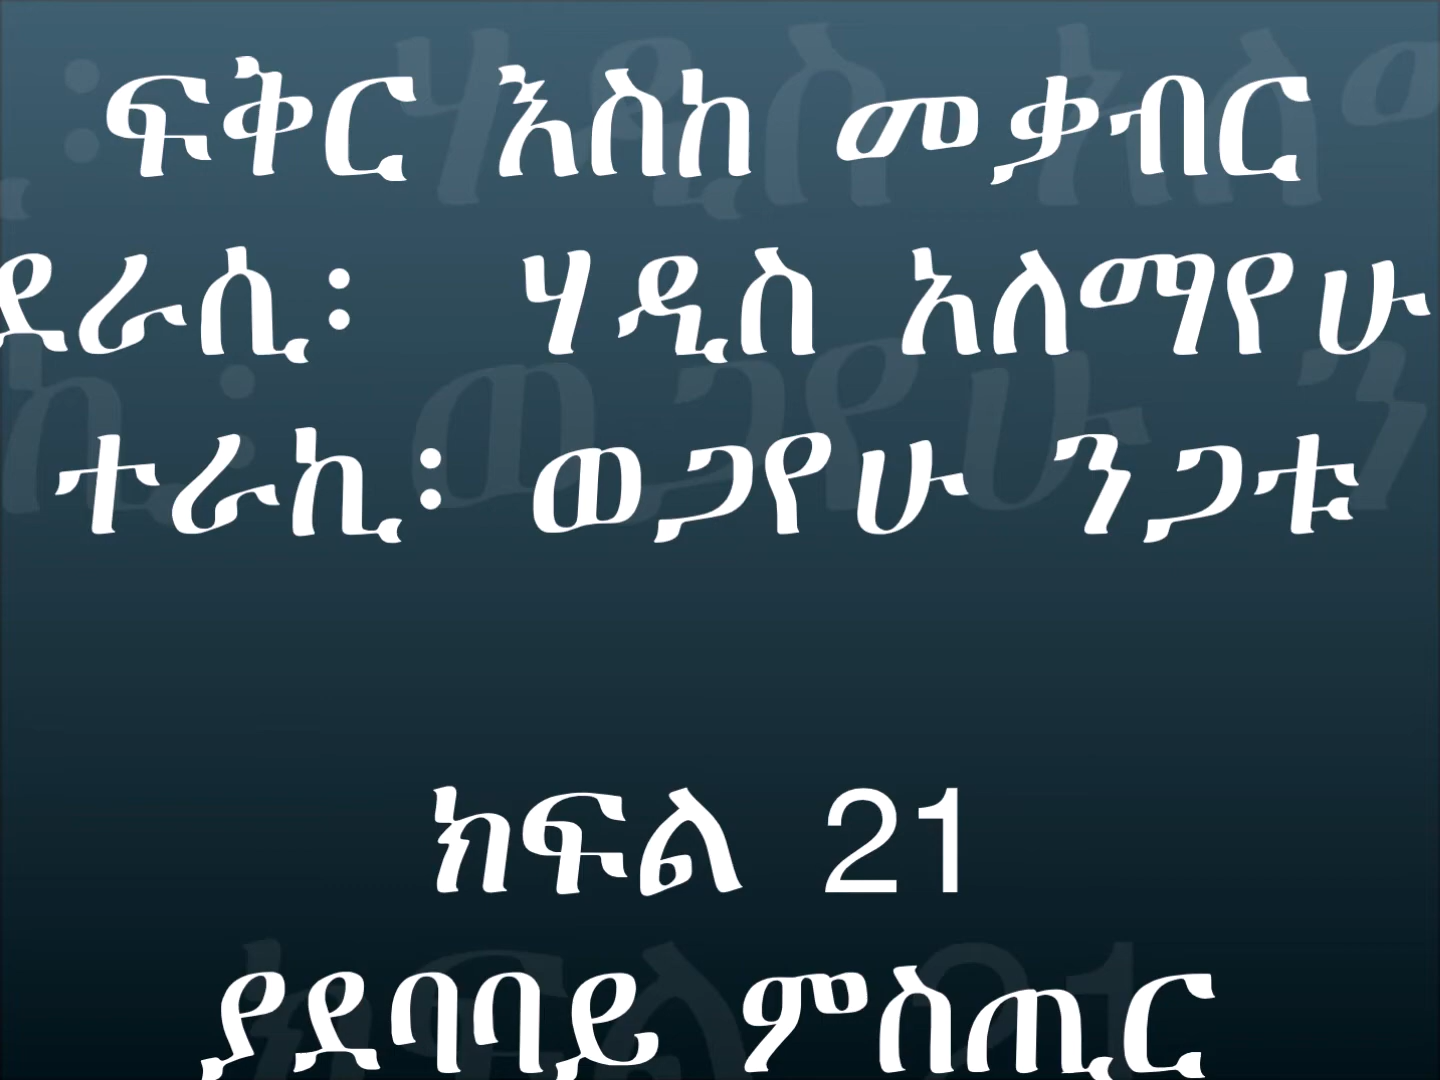 ፍቅር እስከ መቃብር
ደራሲ፡ ሃዲስ አለማየሁ
ተራኪ፡ ወጋየሁ ንጋቱ
ክፍል 21
ያደባባይ ምስጢር